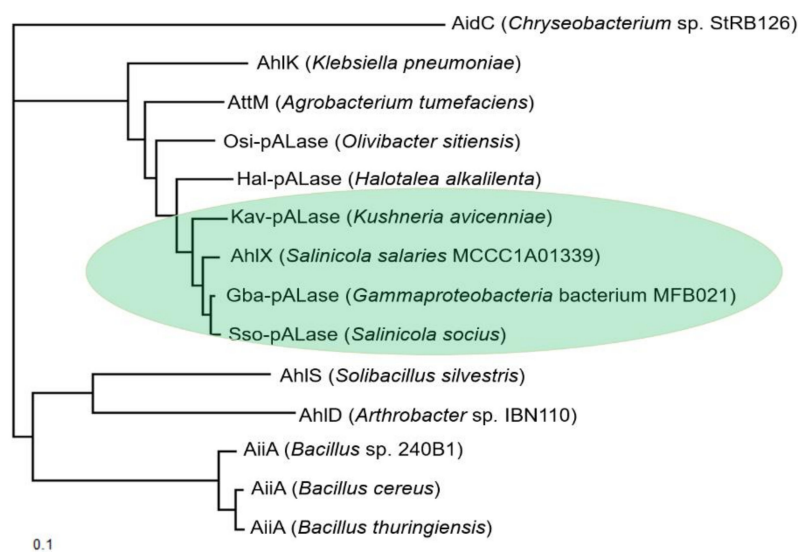 AidC (Chryseobacterium sp. StRB126)
AhlK (Klebsiella pneumoniae)
AttM (Agrobacterium tumefaciens)
Osi-pALase (Olivibacter sitiensis)
Hal-pALase (Halotalea alkalilenta)
Kav-pALase (Kushneria avicenniae)
AhlX (Salinicola salaries MCCC1A01339)
Gba-pALase (Gammaproteobacteria bacterium MFB021)
Sso-pALase (Salinicola socius)
AhlS (Solibacillus silvestris)
AhlD (Arthrobacter sp. IBN110)
AiiA (Bacillus sp. 240B1)
AiiA (Bacillus cereus)
AiiA (Bacillus thuringiensis)
0.1